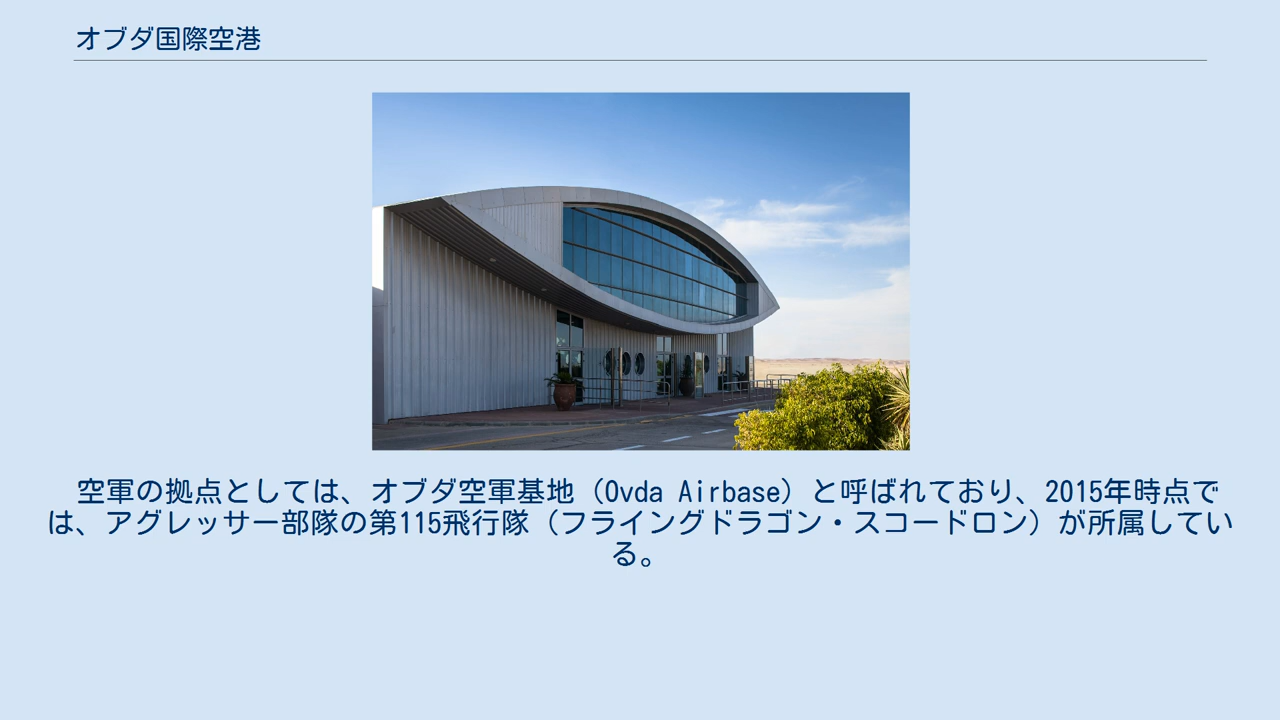 オブダ国際空港
空軍の拠点としては、オブダ空軍基地（Ovda Airbase）と呼ばれており、2015年時点で
は、アグレッサー部隊の第115飛行隊（フライングドラゴン・スコードロン）が所属してい
る。